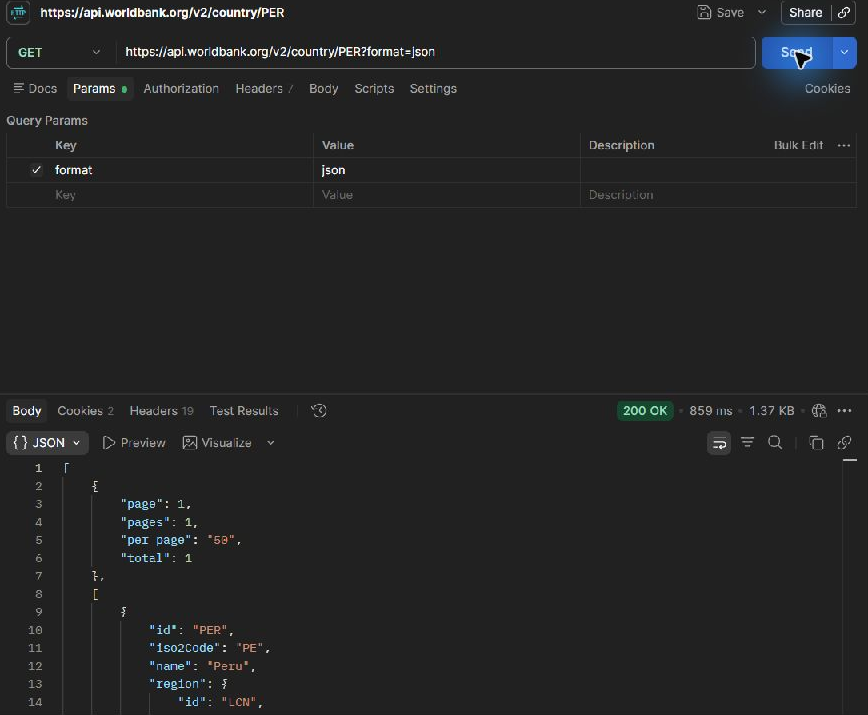 HTTP https://api.worldbank.org/v2/country/PER Save Share
GET https://api.worldbank.org/v2/country/PER?format=json Send
Docs Params Authorization Headers 7 Body Scripts Settings Cookies
Query Params
Key Value Description Bulk Edit
format json
Key Value Description
Body Cookies 2 Headers 19 Test Results 200 OK 859 ms 1.37 KB
{} JSON Preview Visualize
1 [
2 {
3 "page": 1,
4 "pages": 1,
5 "per_page": "50",
6 "total": 1
7 },
8 [
9 {
10 "id": "PER",
11 "iso2Code": "PE",
12 "name": "Peru",
13 "region": {
14 "id": "LCN",